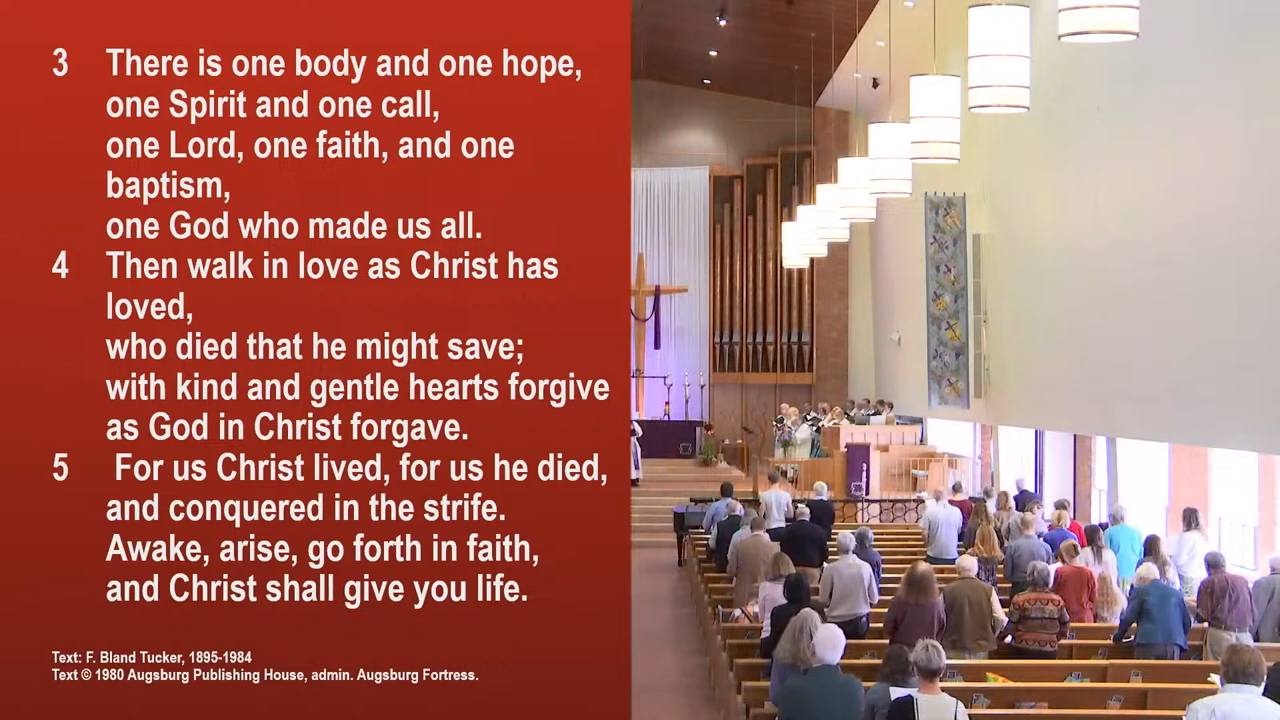 3 There is one body and one hope,
one Spirit and one call,
one Lord, one faith, and one
baptism,
one God who made us all.
4 Then walk in love as Christ has
loved,
who died that he might save;
with kind and gentle hearts forgive
as God in Christ forgave.
5 For us Christ lived, for us he died,
and conquered in the strife.
Awake, arise, go forth in faith,
and Christ shall give you life.
Text: F. Bland Tucker, 1895-1984
Text © 1980 Augsburg Publishing House, admin. Augsburg Fortress.